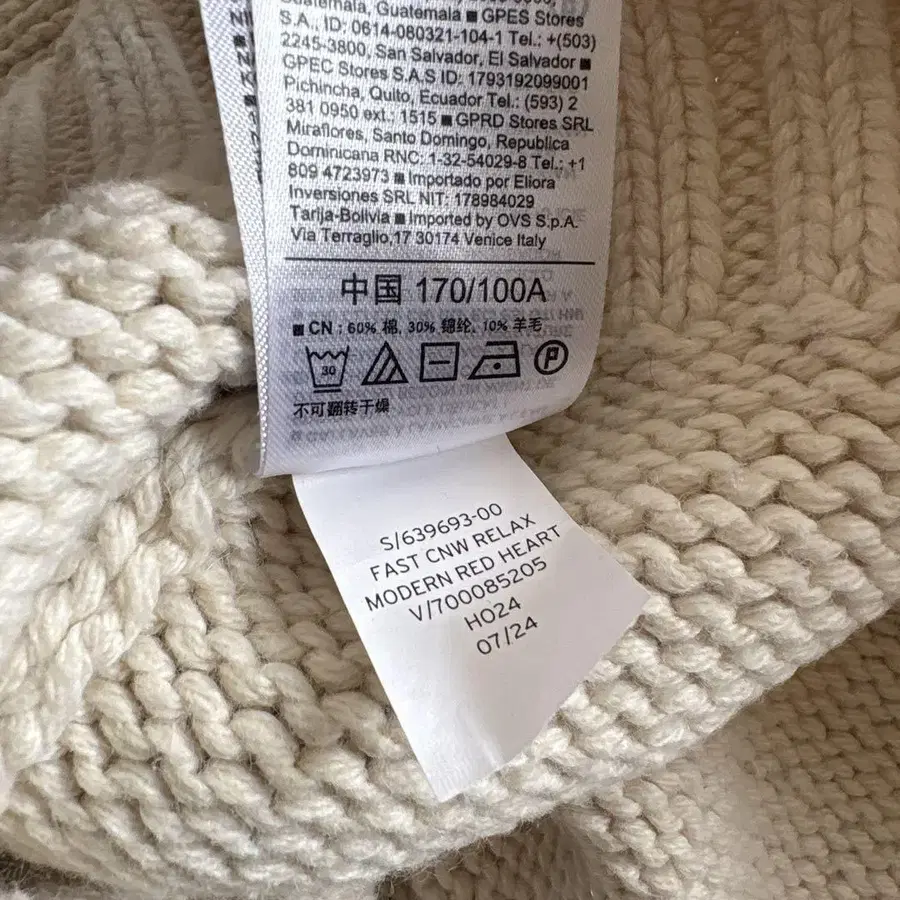 Guatemala, Guatemala ■ GPES Stores
S.A., ID: 0614-080321-104-1 Tel.: +(503)
2245-3800, San Salvador, El Salvador ■
GPEC Stores S.A.S ID: 1793192099001
Pichincha, Quito, Ecuador Tel.: (593) 2
381 0950 ext.: 1515 ■ GPRD Stores SRL
Miraflores, Santo Domingo, Republica
Dominicana RNC: 1-32-54029-8 Tel.: +1
809 4723973 ■ Importado por Eliora
Inversiones SRL NIT: 178984029
Tarija-Bolivia ■ Imported by OVS S.p.A.
Via Terraglio,17 30174 Venice Italy
中国 170/100A
■ CN : 60% 棉, 30% 锦纶, 10% 羊毛
30
P
不可翻转干燥
S/639693-00
FAST CNW RELAX
MODERN RED HEART
V/700085205
HO24
07/24